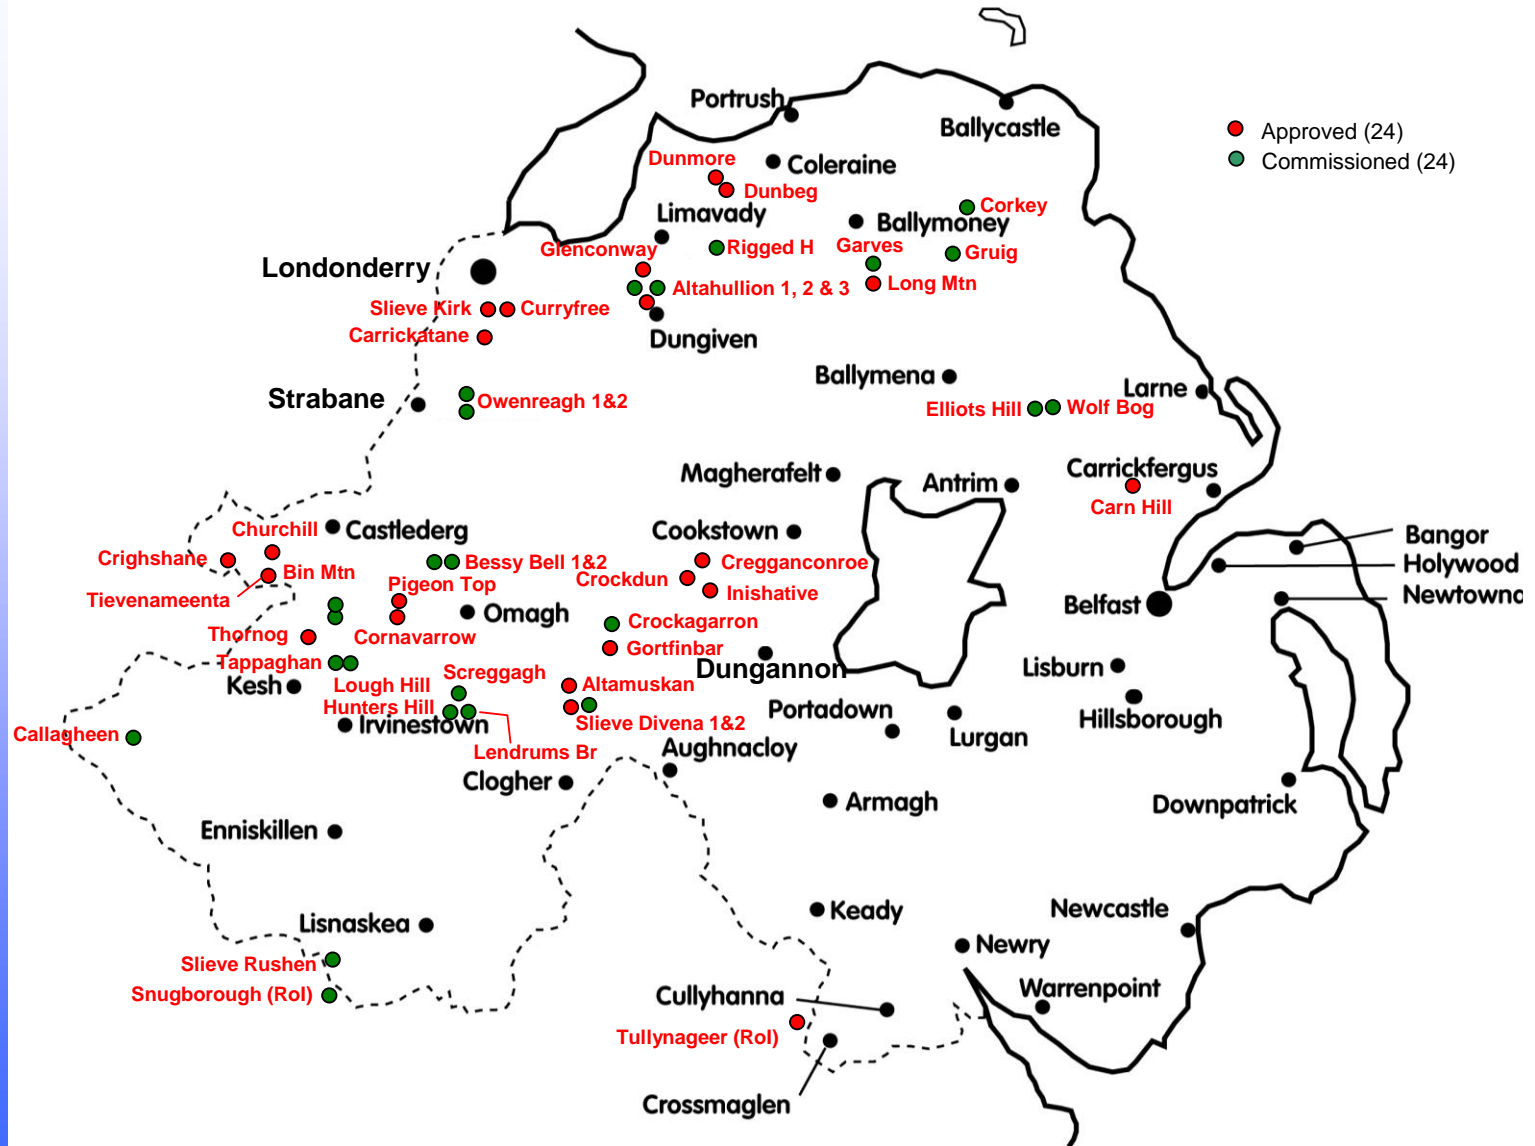 Portrush
Ballycastle
Approved (24)
Commissioned (24)
Dunmore
Coleraine
Dunbeg
Limavady
Corkey
Ballymoney
Glenconway
Rigged H
Garves
Gruig
Londonderry
Altahullion 1, 2 & 3
Long Mtn
Slieve Kirk
Curryfree
Carrickatane
Dungiven
Ballymena
Larne
Strabane
Owenreagh 1&2
Elliots Hill
Wolf Bog
Magherafelt
Antrim
Carrickfergus
Carn Hill
Churchill
Castlederg
Cookstown
Bangor
Crighshane
Bin Mtn
Bessy Bell 1&2
Cregganconroe
Holywood
Tievenameenta
Pigeon Top
Crockdun
Inishative
Newtowna
Belfast
Omagh
Thornog
Cornavarrow
Crockagarron
Gortfinbar
Tappaghan
Kesh
Lough Hill
Screggagh
Altamuskan
Dungannon
Lisburn
Hunters Hill
Irvinestown
Slieve Divena 1&2
Portadown
Lurgan
Hillsborough
Callagheen
Lendrums Br
Aughnacloy
Clogher
Armagh
Downpatrick
Enniskillen
Lisnaskea
Keady
Newcastle
Newry
Slieve Rushen
Snugborough (RoI)
Cullyhanna
Warrenpoint
Tullynageer (RoI)
Crossmaglen